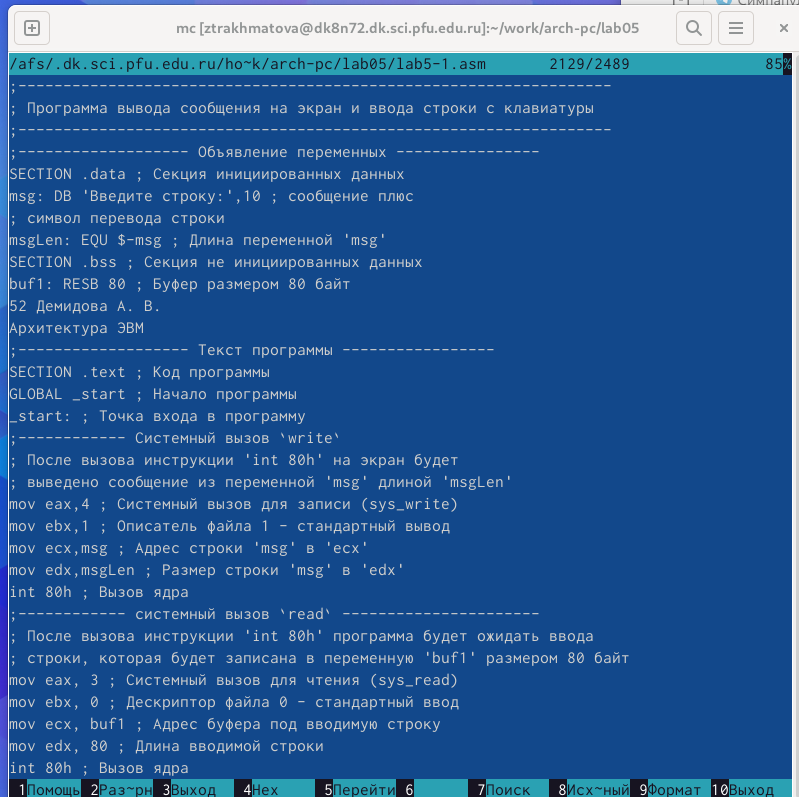 Симпапул
mc [ztrakhmatova@dk8n72.dk.sci.pfu.edu.ru]:~/work/arch-pc/lab05
/afs/.dk.sci.pfu.edu.ru/ho~k/arch-pc/lab05/lab5-1.asm 2129/2489 85%
;------------------------------------------------------------------
; Программа вывода сообщения на экран и ввода строки с клавиатуры
;------------------------------------------------------------------
;------------------- Объявление переменных ----------------
SECTION .data ; Секция инициированных данных
msg: DB 'Введите строку:',10 ; сообщение плюс
; символ перевода строки
msgLen: EQU $-msg ; Длина переменной 'msg'
SECTION .bss ; Секция не инициированных данных
buf1: RESB 80 ; Буфер размером 80 байт
52 Демидова А. В.
Архитектура ЭВМ
;------------------- Текст программы -----------------
SECTION .text ; Код программы
GLOBAL _start ; Начало программы
_start: ; Точка входа в программу
;------------ Системный вызов `write`
; После вызова инструкции 'int 80h' на экран будет
; выведено сообщение из переменной 'msg' длиной 'msgLen'
mov eax,4 ; Системный вызов для записи (sys_write)
mov ebx,1 ; Описатель файла 1 - стандартный вывод
mov ecx,msg ; Адрес строки 'msg' в 'ecx'
mov edx,msgLen ; Размер строки 'msg' в 'edx'
int 80h ; Вызов ядра
;------------ системный вызов `read` ----------------------
; После вызова инструкции 'int 80h' программа будет ожидать ввода
; строки, которая будет записана в переменную 'buf1' размером 80 байт
mov eax, 3 ; Системный вызов для чтения (sys_read)
mov ebx, 0 ; Дескриптор файла 0 - стандартный ввод
mov ecx, buf1 ; Адрес буфера под вводимую строку
mov edx, 80 ; Длина вводимой строки
int 80h ; Вызов ядра
1Помощь 2Раз~рн 3Выход 4Hex 5Перейти 6 7Поиск 8Исх~ный 9Формат 10Выход